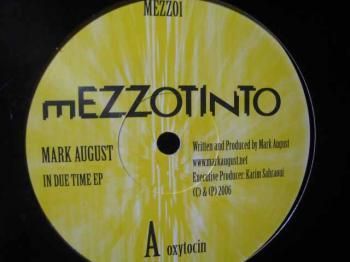 MEZZ01
mEZZOTINTO
MARK AUGUST
IN DUE TIME EP
Written and Produced by Mark August
www.markaugust.net
Executive Producer: Karim Sahraoui
(C) & (P) 2006
A oxytocin